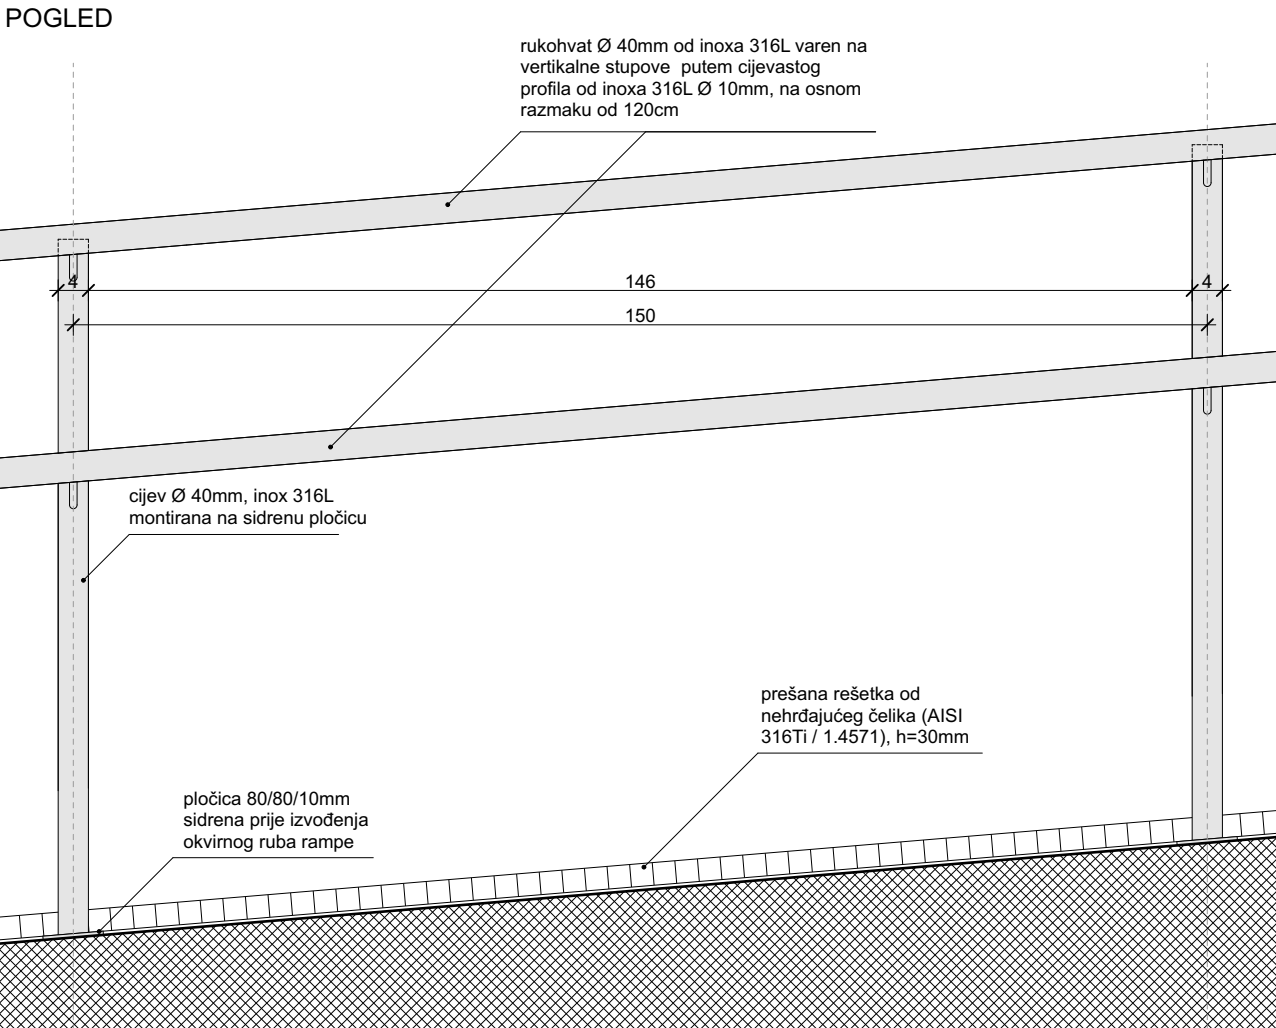 POGLED
rukohvat Ø 40mm od inoxa 316L varen na
vertikalne stupove  putem cijevastog
profila od inoxa 316L Ø 10mm, na osnom
razmaku od 120cm
4
146
4
150
cijev Ø 40mm, inox 316L
montirana na sidrenu pločicu
prešana rešetka od
nehrđajućeg čelika (AISI
316Ti / 1.4571), h=30mm
pločica 80/80/10mm
sidrena prije izvođenja
okvirnog ruba rampe